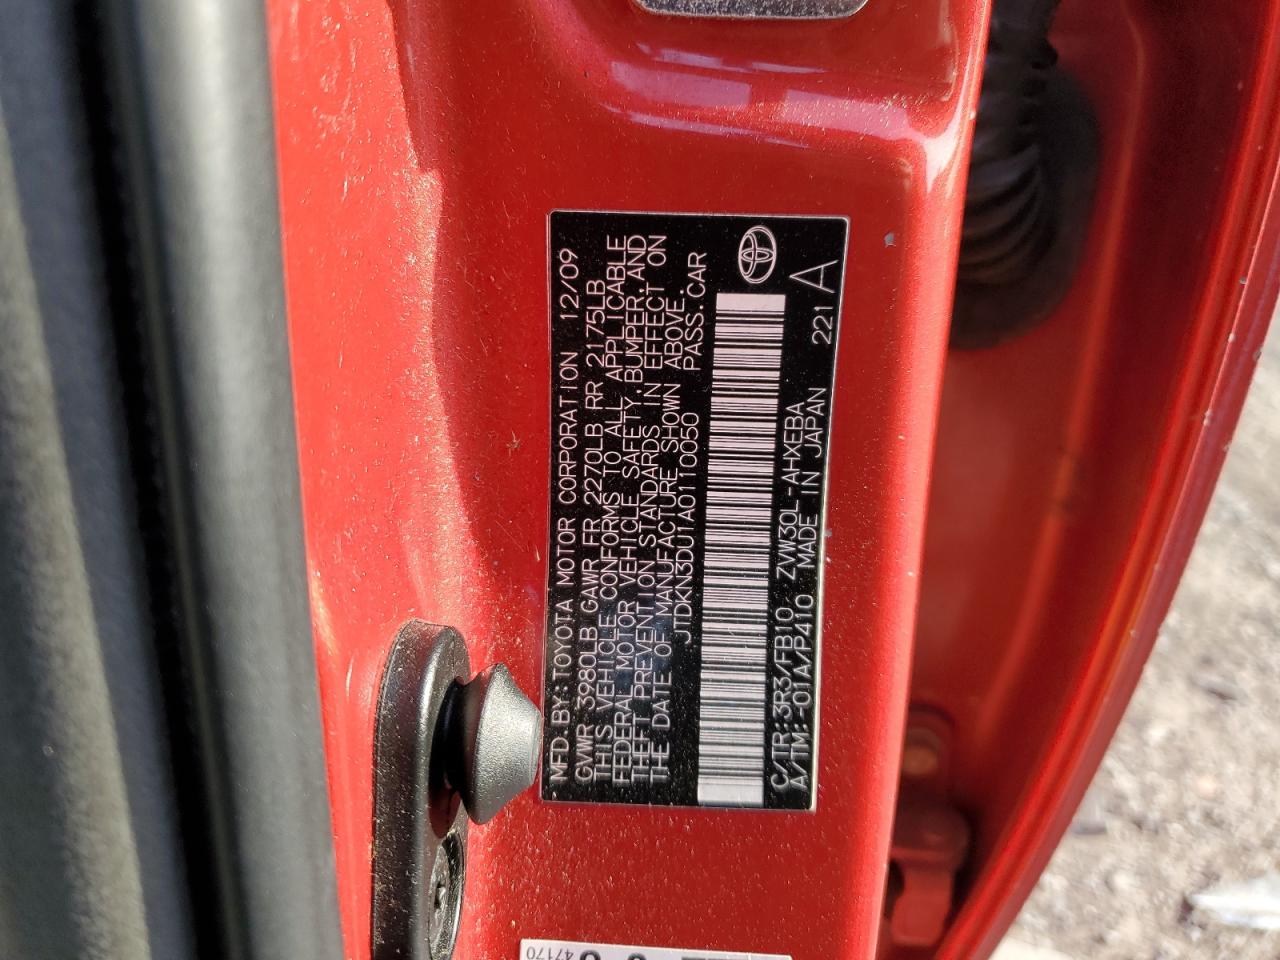 MFD. BY: TOYOTA MOTOR CORPORATION 12/09
GVWR 3980LB GAWR FR 2270LB RR 2175LB
THIS VEHICLE CONFORMS TO ALL APPLICABLE
FEDERAL MOTOR VEHICLE SAFETY, BUMPER, AND
THEFT PREVENTION STANDARDS IN EFFECT ON
THE DATE OF MANUFACTURE SHOWN ABOVE.
JTDKN3DU1A0110050 PASS. CAR
C/TR: 3R3/FB10 ZVW30L-AHXEBA
A/TM: -01A/P410 MADE IN JAPAN 221 A
47170